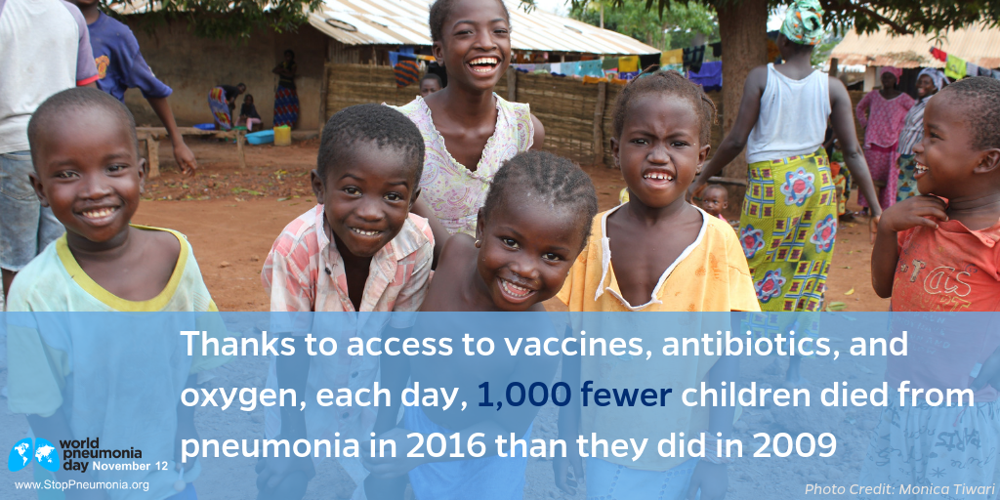 Thanks to access to vaccines, antibiotics, and
oxygen, each day, 1,000 fewer children died from
pneumonia in 2016 than they did in 2009
world
pneumonia
day November 12
www.StopPneumonia.org
Photo Credit: Monica Tiwari